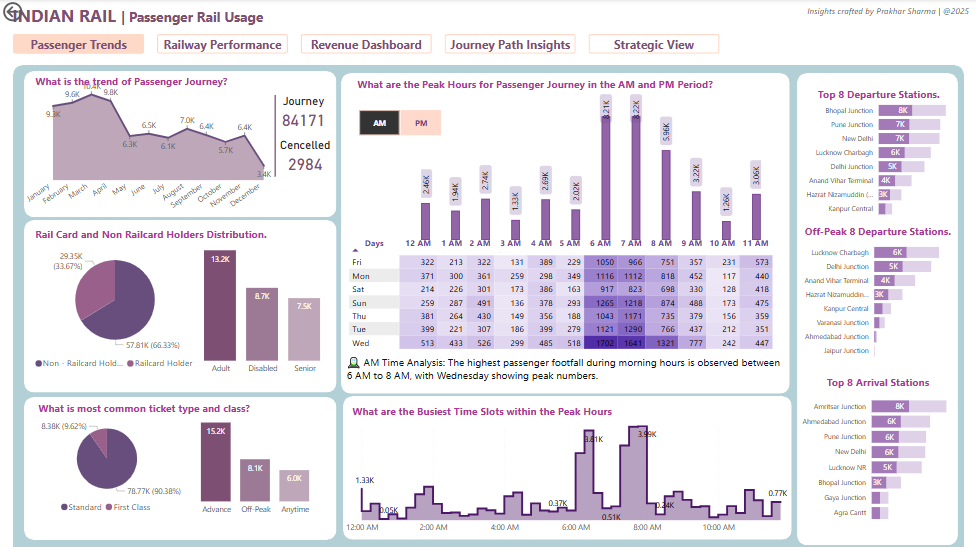 INDIAN RAIL | Passenger Rail Usage
Insights crafted by Prakhar Sharma | @2025
Passenger Trends
Railway Performance
Revenue Dashboard
Journey Path Insights
Strategic View
What is the trend of Passenger Journey?
9.3K
9.6K
10.4K
9.8K
6.3K
6.5K
6.1K
7.0K
6.4K
5.7K
6.4K
3.4K
January
February
March
April
May
June
July
August
September
October
November
December
Journey
84171
Cencelled
2984
Rail Card and Non Railcard Holders Distribution.
29.35K
(33.67%)
57.81K (66.33%)
Non - Railcard Hold...
Railcard Holder
13.2K
8.7K
7.5K
Adult
Disabled
Senior
What is most common ticket type and class?
8.38K (9.62%)
78.77K (90.38%)
Standard
First Class
15.2K
8.1K
6.0K
Advance
Off-Peak
Anytime
What are the Peak Hours for Passenger Journey in the AM and PM Period?
AM
PM
2.46K
1.94K
2.74K
1.33K
2.69K
2.02K
8.21K
8.22K
5.96K
3.22K
1.26K
3.06K
Days 12 AM 1 AM 2 AM 3 AM 4 AM 5 AM 6 AM 7 AM 8 AM 9 AM 10 AM 11 AM
Fri 322 213 322 131 389 229 1050 966 751 357 231 573
Mon 371 300 361 259 298 349 1116 1112 818 452 117 440
Sat 214 226 301 173 386 163 917 823 698 330 128 418
Sun 259 287 491 136 378 293 1265 1218 874 488 173 475
Thu 381 264 430 149 356 188 1043 1171 735 379 156 359
Tue 399 221 307 186 399 279 1121 1290 766 437 212 351
Wed 513 433 526 299 485 518 1702 1641 1321 777 242 447
AM Time Analysis: The highest passenger footfall during morning hours is observed between
6 AM to 8 AM, with Wednesday showing peak numbers.
What are the Busiest Time Slots within the Peak Hours
1.33K
0.05K
0.37K
3.81K
0.51K
3.99K
0.24K
0.77K
12:00 AM
2:00 AM
4:00 AM
6:00 AM
8:00 AM
10:00 AM
Top 8 Departure Stations.
Bhopal Junction 8K
Pune Junction 7K
New Delhi 7K
Lucknow Charbagh 6K
Delhi Junction 5K
Anand Vihar Terminal 4K
Hazrat Nizamuddin (... 3K
Kanpur Central
Off-Peak 8 Departure Stations.
Lucknow Charbagh 6K
Delhi Junction 5K
Anand Vihar Terminal 4K
Hazrat Nizamuddin... 3K
Kanpur Central
Varanasi Junction
Ahmedabad Junction
Jaipur Junction
Top 8 Arrival Stations
Amritsar Junction 8K
Ahmedabad Junction 6K
Pune Junction 6K
New Delhi 6K
Lucknow NR 5K
Bhopal Junction 3K
Gaya Junction
Agra Cantt